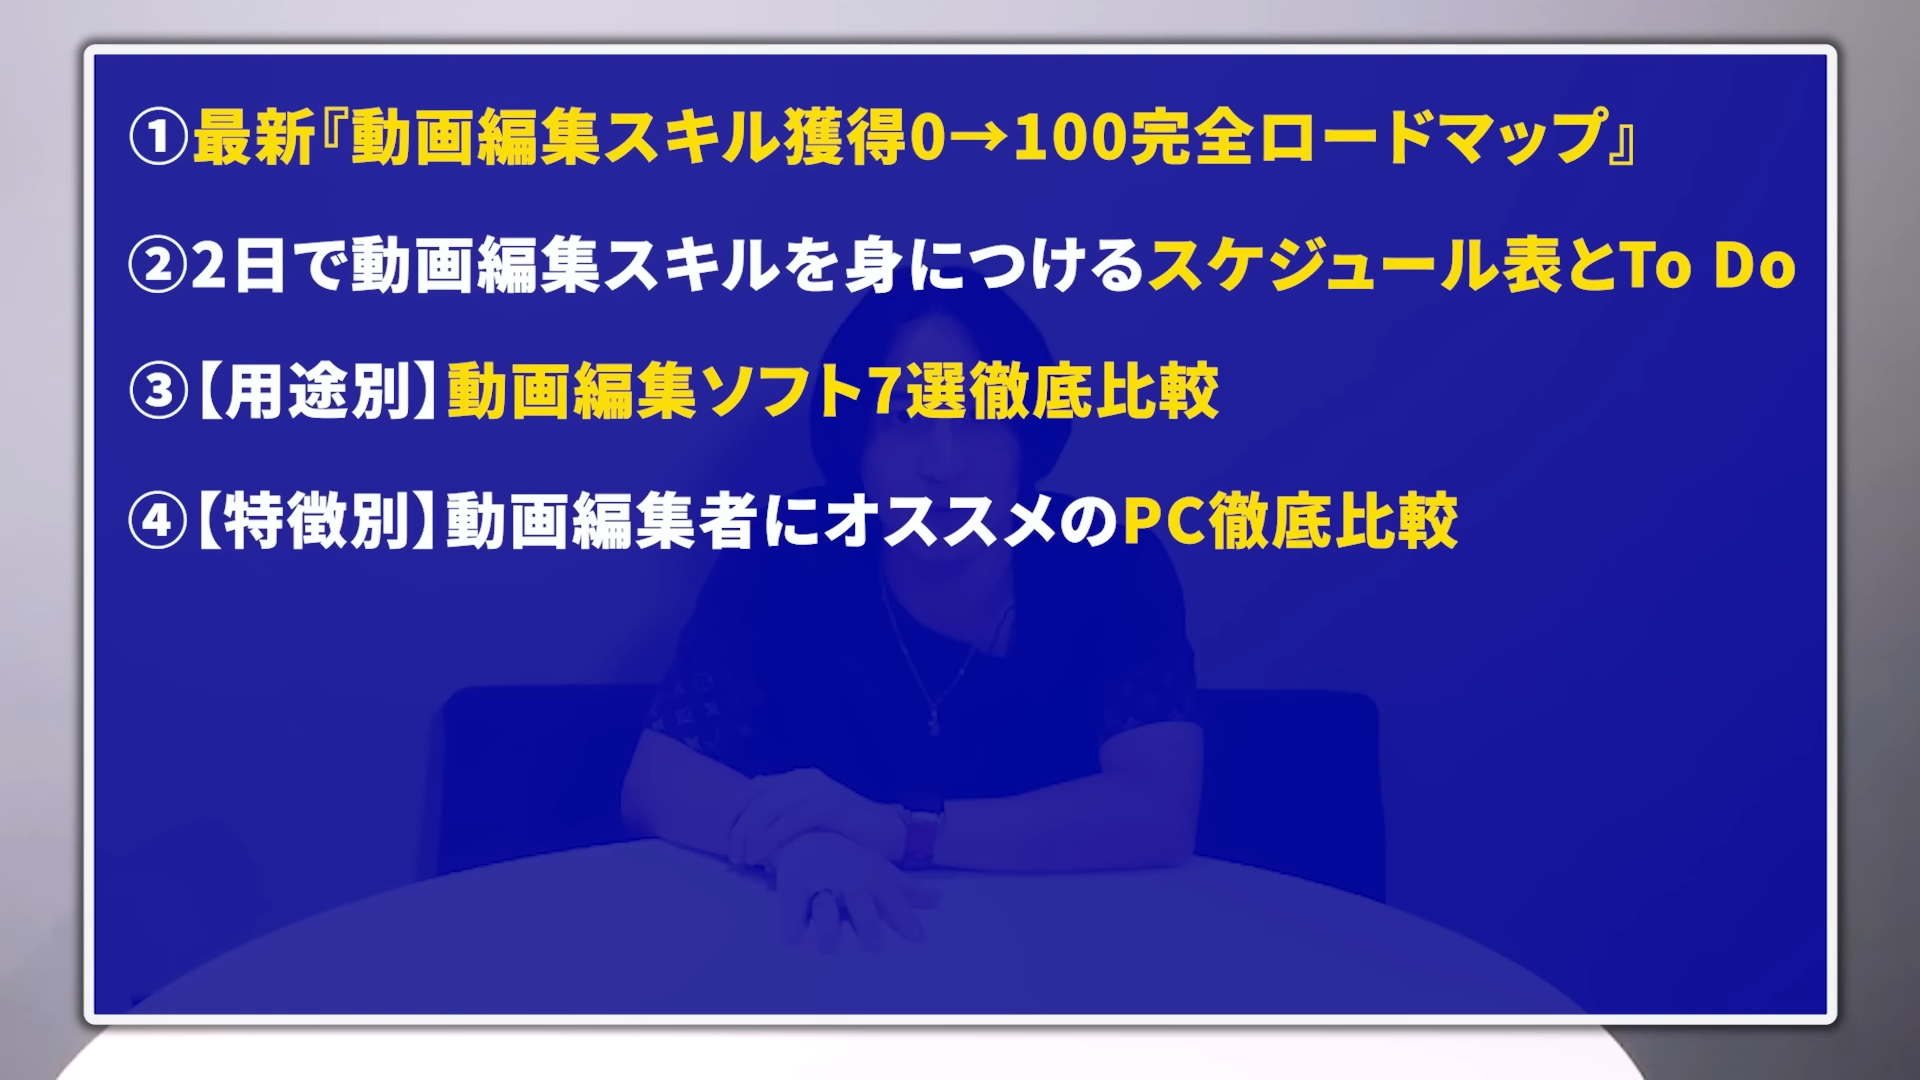 ①最新『動画編集スキル獲得0→100完全ロードマップ』
②2日で動画編集スキルを身につけるスケジュール表とTo Do
③【用途別】動画編集ソフト7選徹底比較
④【特徴別】動画編集者にオススメのPC徹底比較